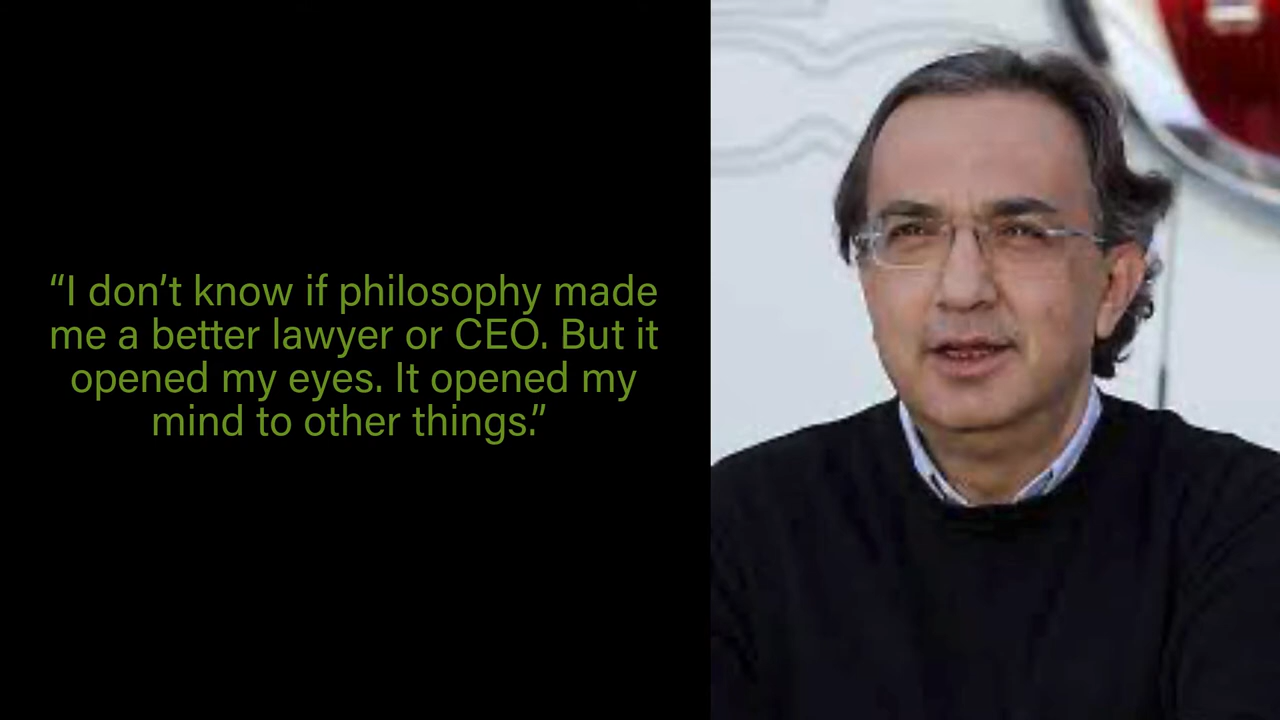 “I don’t know if philosophy made
me a better lawyer or CEO. But it
opened my eyes. It opened my
mind to other things.”